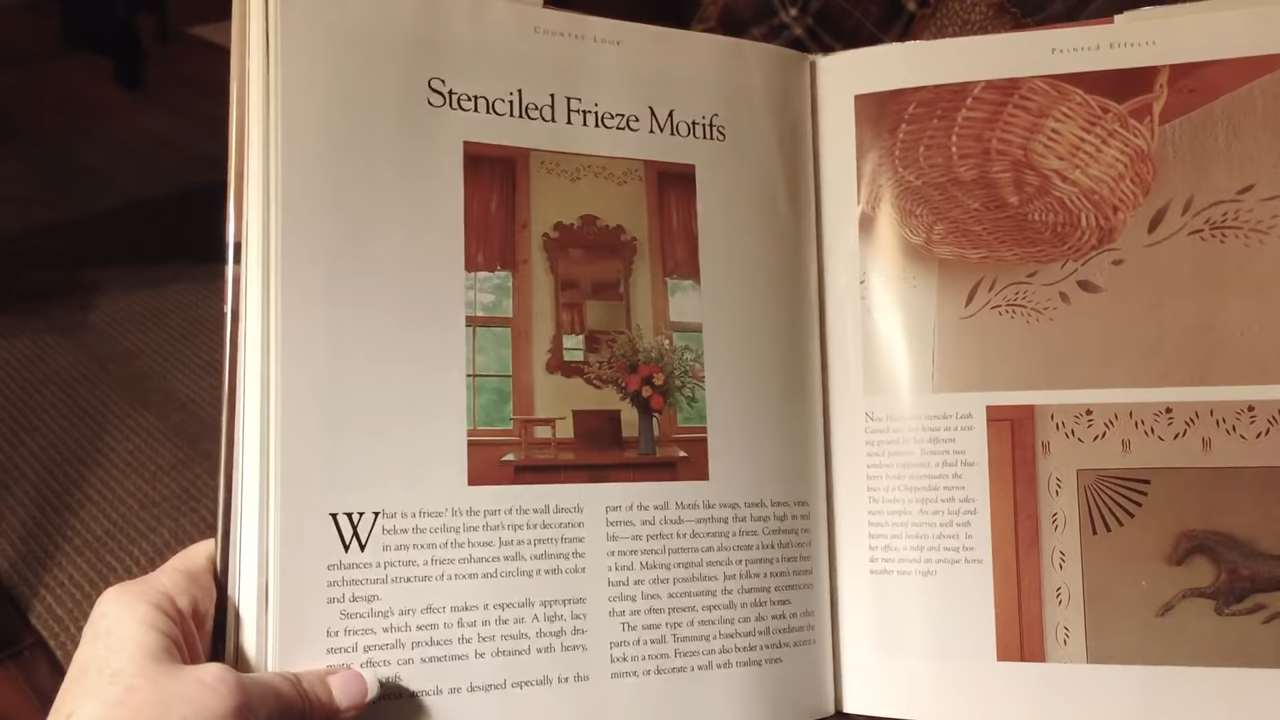 Country Look
Stenciled Frieze Motifs
What is a frieze? It's the part of the wall directly
below the ceiling line that's ripe for decoration
in any room of the house. Just as a pretty frame
enhances a picture, a frieze enhances walls, outlining the
architectural structure of a room and circling it with color
and design.
Stenciling's airy effect makes it especially appropriate
for friezes, which seem to float in the air. A light, lacy
stencil generally produces the best results, though dra-
matic effects can sometimes be obtained with heavy,
stencils are designed especially for this
part of the wall. Motifs like swags, tassels, leaves, vines,
berries, and clouds—anything that hangs high in real
life—are perfect for decorating a frieze. Combining two
or more stencil patterns can also create a look that's one of
a kind. Making original stencils or painting a frieze free
hand are other possibilities. Just follow a room's natural
ceiling lines, accentuating the charming eccentricities
that are often present, especially in older homes.
The same type of stenciling can also work on other
parts of a wall. Trimming a baseboard will coordinate the
look in a room. Friezes can also border a window, accent a
mirror, or decorate a wall with trailing vines.
Painted Effects
New stenciler Leah
house as a test-
ing ground for different
stencil patterns. Between two
windows (opposite), a fluid blue-
berry border accentuates the
lines of a Chippendale mirror.
The lowboy is topped with sales-
men's samples. An airy leaf-and-
branch motif marries well with
beams and baskets (above). In
her office, a tulip and swag bor-
der runs around an antique horse
weather vane (right).